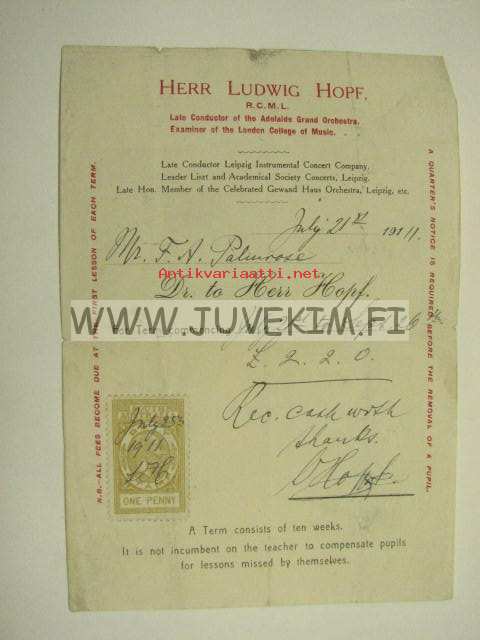 HERR LUDWIG HOPF,
R.C.M.L.
Late Conductor of the Adelaide Grand Orchestra.
Examiner of the London College of Music.
Late Conductor Leipzig Instrumental Concert Company.
Leader Liszt and Academical Society Concerts, Leipzig.
Late Hon. Member of the Celebrated Gewand Haus Orchestra, Leipzig, etc.
July 21st 1911.
Mr. F. A. Palmrose
Antikvariaatti.net
Dr. to Herr Hopf.
WWW.JUVEKIM.FI
For Term commencing
£. 2. 2. 0.
Rec. cash with
thanks.
LHopf.
July 25th
1911
LH
ONE PENNY
A Term consists of ten weeks.
It is not incumbent on the teacher to compensate pupils
for lessons missed by themselves.
N.B.—ALL FEES BECOME DUE AT THE FIRST LESSON OF EACH TERM.
A QUARTER'S NOTICE IS REQUIRED BEFORE THE REMOVAL OF A PUPIL.